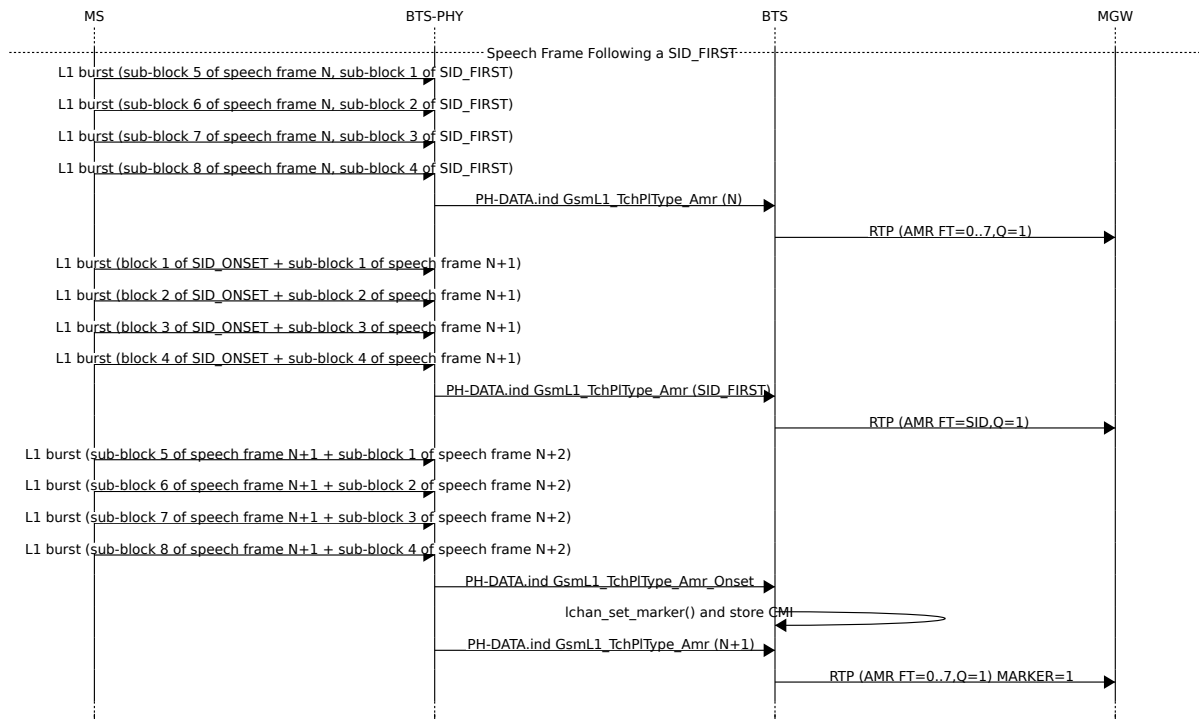 MS BTS-PHY BTS MGW
Speech Frame Following a SID_FIRST
L1 burst (sub-block 5 of speech frame N, sub-block 1 of SID_FIRST)
L1 burst (sub-block 6 of speech frame N, sub-block 2 of SID_FIRST)
L1 burst (sub-block 7 of speech frame N, sub-block 3 of SID_FIRST)
L1 burst (sub-block 8 of speech frame N, sub-block 4 of SID_FIRST)
PH-DATA.ind GsmL1_TchPlType_Amr (N)
RTP (AMR FT=0..7,Q=1)
L1 burst (block 1 of SID_ONSET + sub-block 1 of speech frame N+1)
L1 burst (block 2 of SID_ONSET + sub-block 2 of speech frame N+1)
L1 burst (block 3 of SID_ONSET + sub-block 3 of speech frame N+1)
L1 burst (block 4 of SID_ONSET + sub-block 4 of speech frame N+1)
PH-DATA.ind GsmL1_TchPlType_Amr (SID_FIRST)
RTP (AMR FT=SID,Q=1)
L1 burst (sub-block 5 of speech frame N+1 + sub-block 1 of speech frame N+2)
L1 burst (sub-block 6 of speech frame N+1 + sub-block 2 of speech frame N+2)
L1 burst (sub-block 7 of speech frame N+1 + sub-block 3 of speech frame N+2)
L1 burst (sub-block 8 of speech frame N+1 + sub-block 4 of speech frame N+2)
PH-DATA.ind GsmL1_TchPlType_Amr_Onset
lchan_set_marker() and store CMI
PH-DATA.ind GsmL1_TchPlType_Amr (N+1)
RTP (AMR FT=0..7,Q=1) MARKER=1